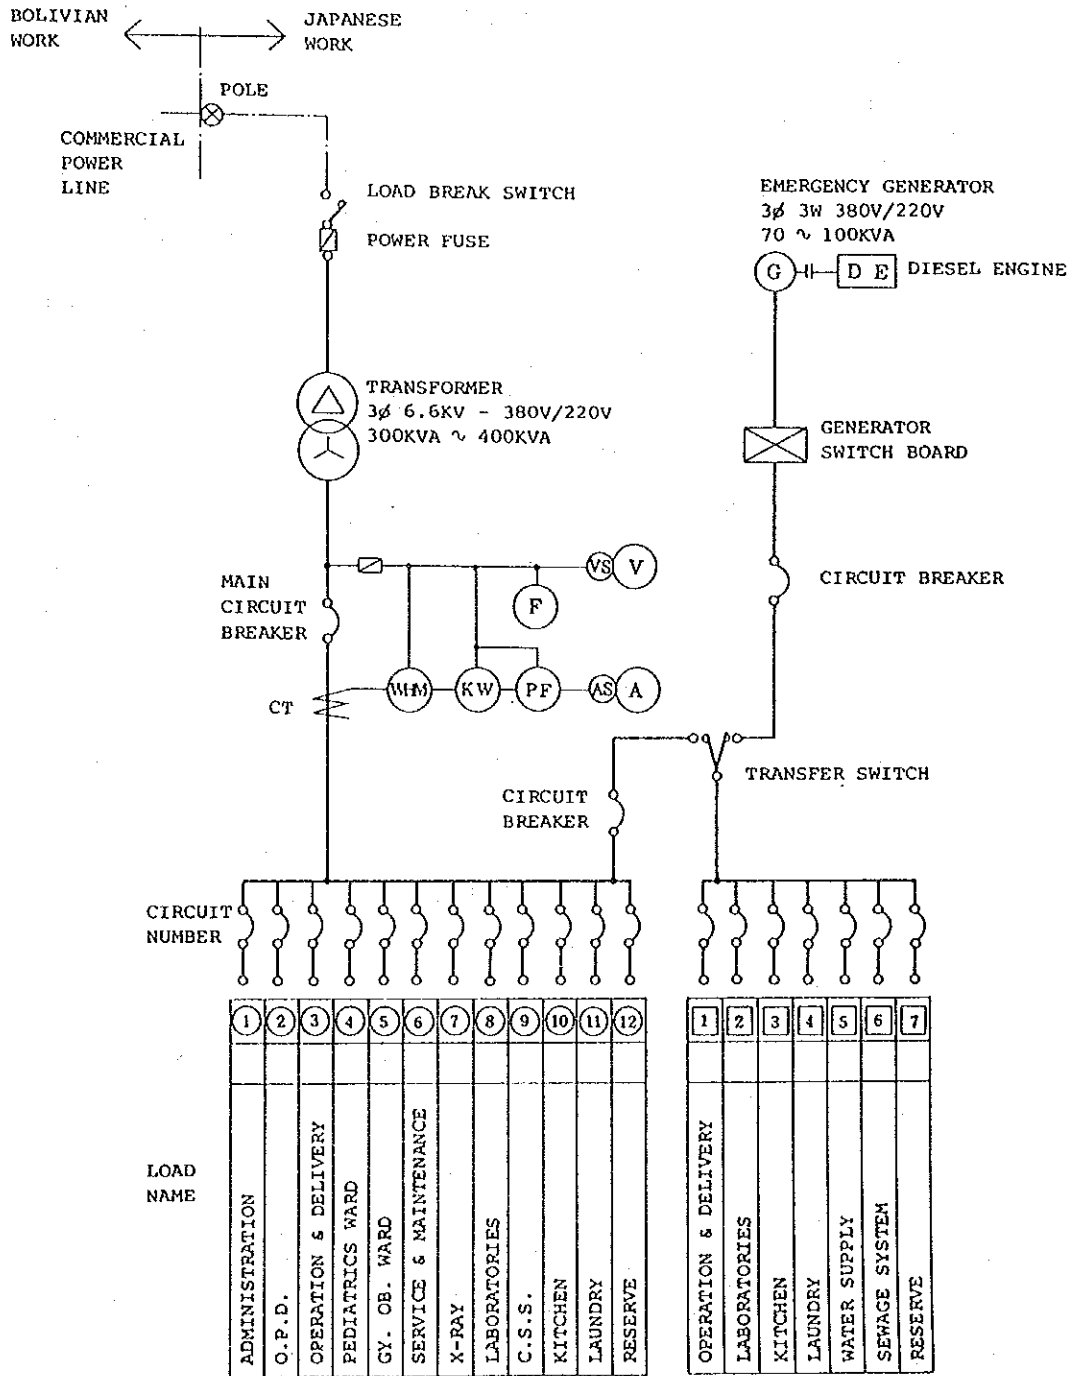 BOLIVIAN
WORK
JAPANESE
WORK
POLE
COMMERCIAL
POWER
LINE
LOAD BREAK SWITCH
POWER FUSE
EMERGENCY GENERATOR
3ø 3W 380V/220V
70 ~ 100KVA
G
D E
DIESEL ENGINE
TRANSFORMER
3ø 6.6KV - 380V/220V
300KVA ~ 400KVA
GENERATOR
SWITCH BOARD
MAIN
CIRCUIT
BREAKER
VS
V
F
CIRCUIT BREAKER
CT
WHM
KW
PF
AS
A
TRANSFER SWITCH
CIRCUIT
BREAKER
CIRCUIT
NUMBER
1 2 3 4 5 6 7 8 9 10 11 12
1 2 3 4 5 6 7
LOAD
NAME
ADMINISTRATION
O.P.D.
OPERATION & DELIVERY
PEDIATRICS WARD
GY. OB. WARD
SERVICE & MAINTENANCE
X-RAY
LABORATORIES
C.S.S.
KITCHEN
LAUNDRY
RESERVE
OPERATION & DELIVERY
LABORATORIES
KITCHEN
LAUNDRY
WATER SUPPLY
SEWAGE SYSTEM
RESERVE